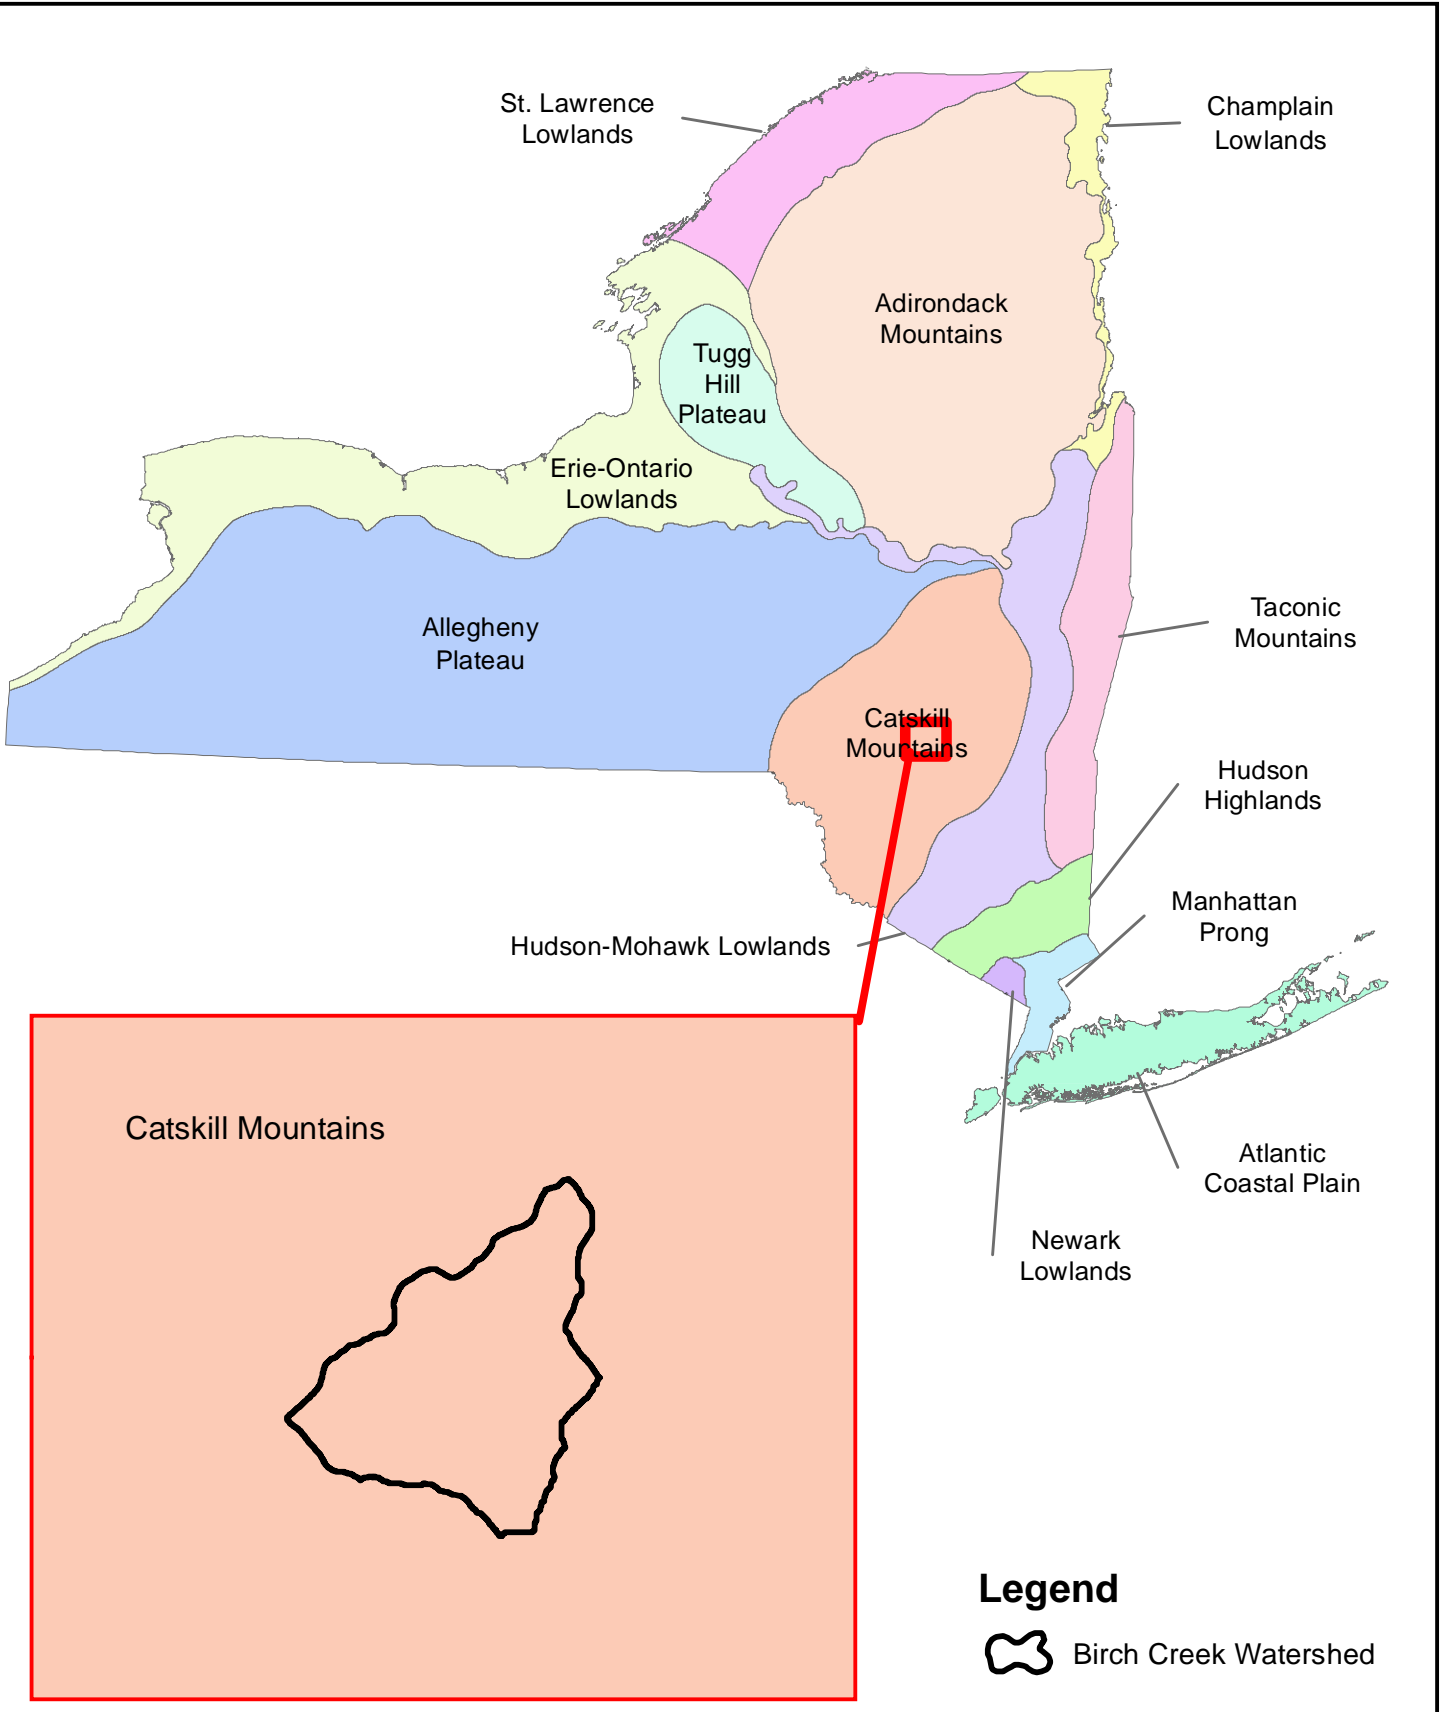 St. Lawrence
Lowlands
Champlain
Lowlands
Adirondack
Mountains
Tugg
Hill
Plateau
Erie-Ontario
Lowlands
Allegheny
Plateau
Taconic
Mountains
Catskill
Mountains
Hudson
Highlands
Manhattan
Prong
Hudson-Mohawk Lowlands
Catskill Mountains
Atlantic
Coastal Plain
Newark
Lowlands
Legend
Birch Creek Watershed